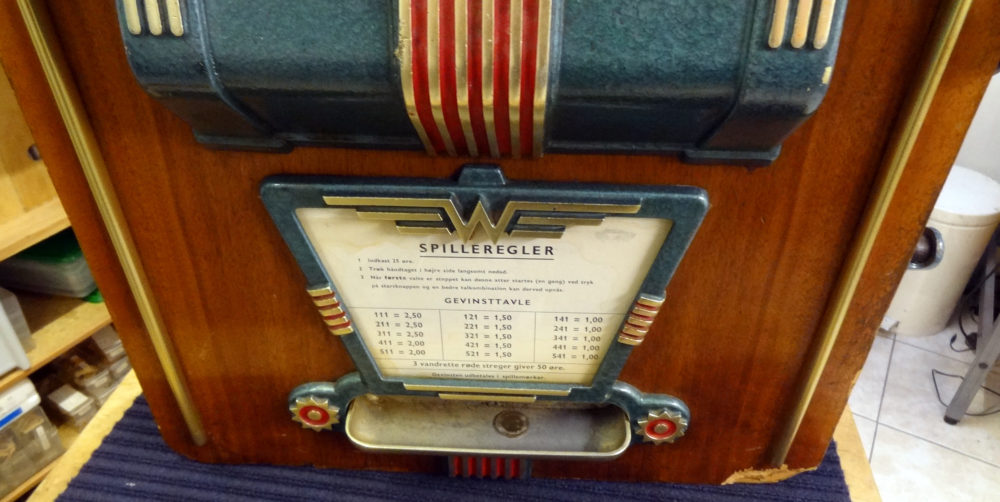 W
SPILLEREGLER
1 Indkast 25 øre.
2 Træk håndtaget i højre side langsomt nedad.
3 Når første valse er stoppet kan denne atter startes (en gang) ved tryk
på startknappen og en bedre talkombination kan derved opnås.
GEVINSTTAVLE
111 = 2,50 121 = 1,50 141 = 1,00
211 = 2,50 221 = 1,50 241 = 1,00
311 = 2,50 321 = 1,50 341 = 1,00
411 = 2,00 421 = 1,50 441 = 1,00
511 = 2,00 521 = 1,50 541 = 1,00
3 vandrette røde streger giver 50 øre.
Gevinsten udbetales i spillemærker.